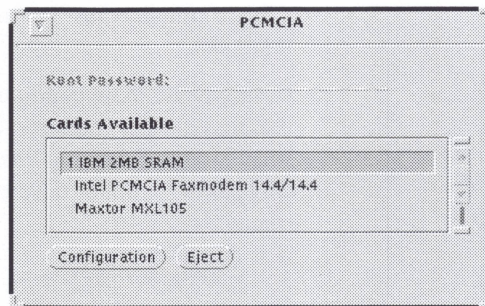 PCMCIA
Root Password:
Cards Available
1 IBM 2MB SRAM
Intel PCMCIA Faxmodem 14.4/14.4
Maxtor MXL105
Configuration Eject